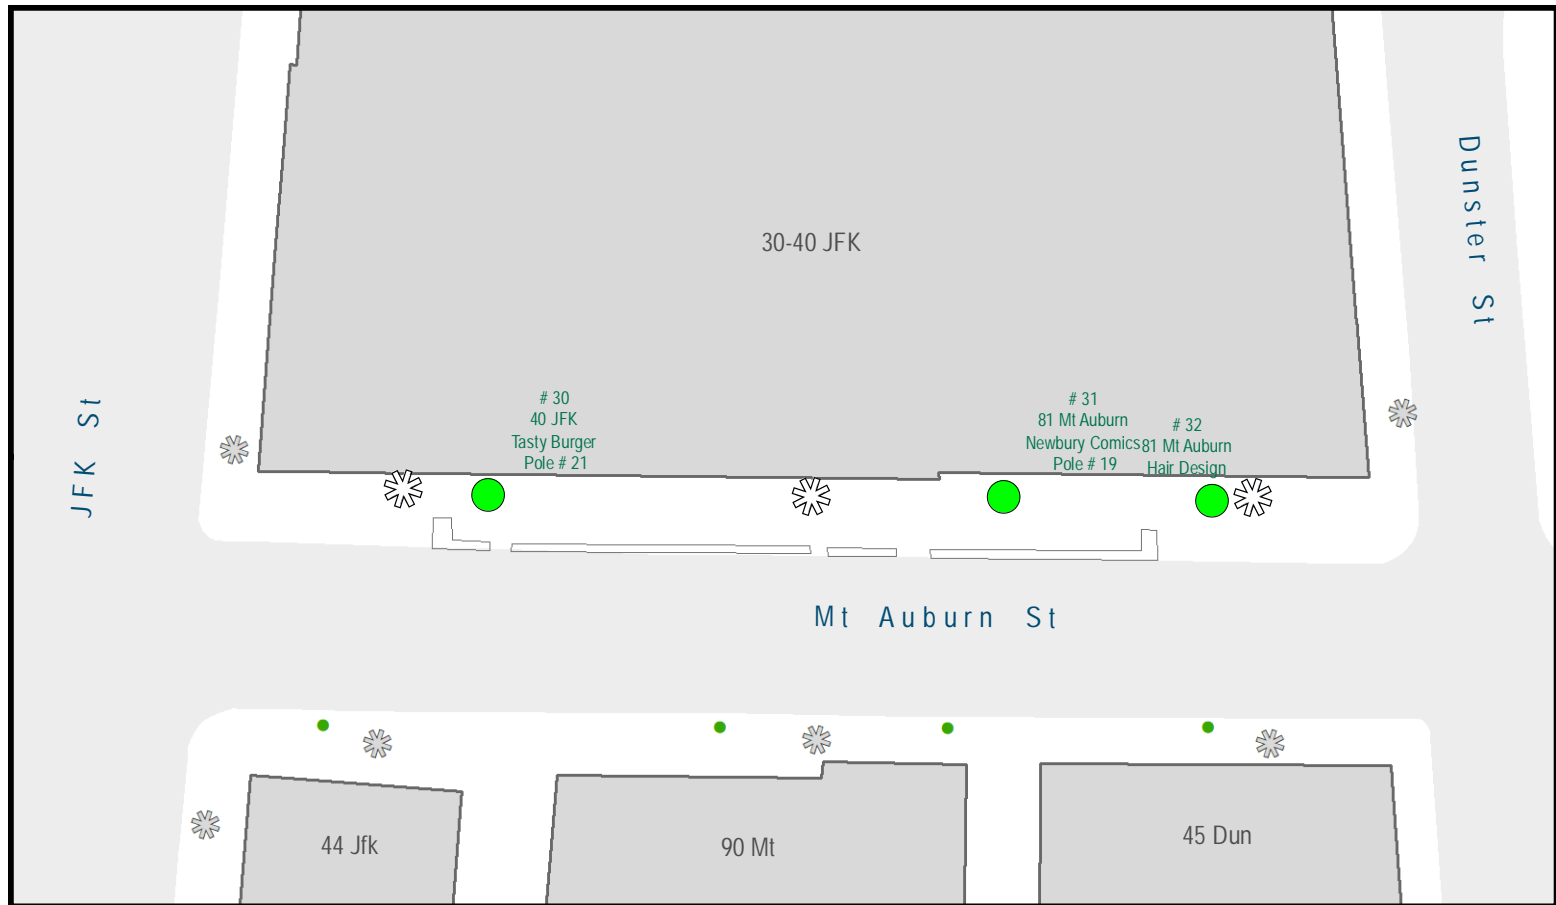 Dunster St
30-40 JFK
JFK St
# 30
40 JFK
Tasty Burger
Pole # 21
# 31
81 Mt Auburn
Newbury Comics
Pole # 19
# 32
81 Mt Auburn
Hair Design
Mt Auburn St
44 Jfk
90 Mt
45 Dun